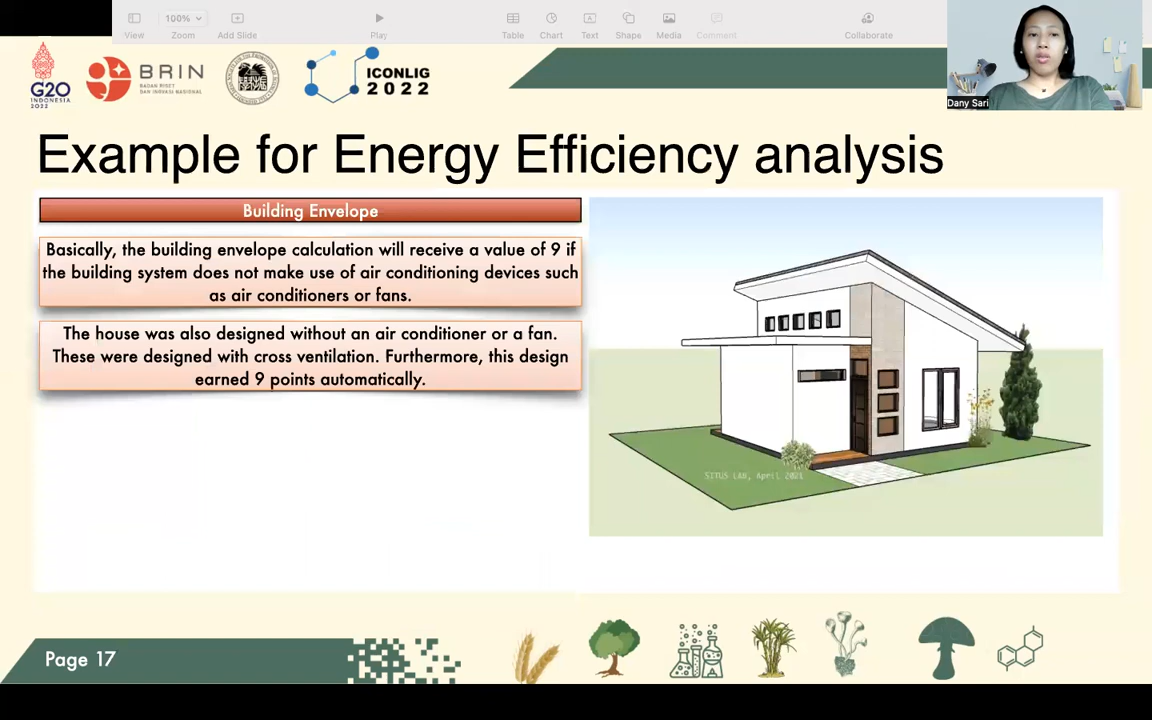 100%
View
Zoom
Add Slide
Play
Table
Chart
Text
Shape
Media
Comment
Collaborate
G20
INDONESIA
2022
BRIN
BADAN RISET
DAN INOVASI NASIONAL
ICONLIG
2022
Dany Sari
Example for Energy Efficiency analysis
Building Envelope
Basically, the building envelope calculation will receive a value of 9 if
the building system does not make use of air conditioning devices such
as air conditioners or fans.
The house was also designed without an air conditioner or a fan.
These were designed with cross ventilation. Furthermore, this design
earned 9 points automatically.
SITUS LAB, April 2021
Page 17